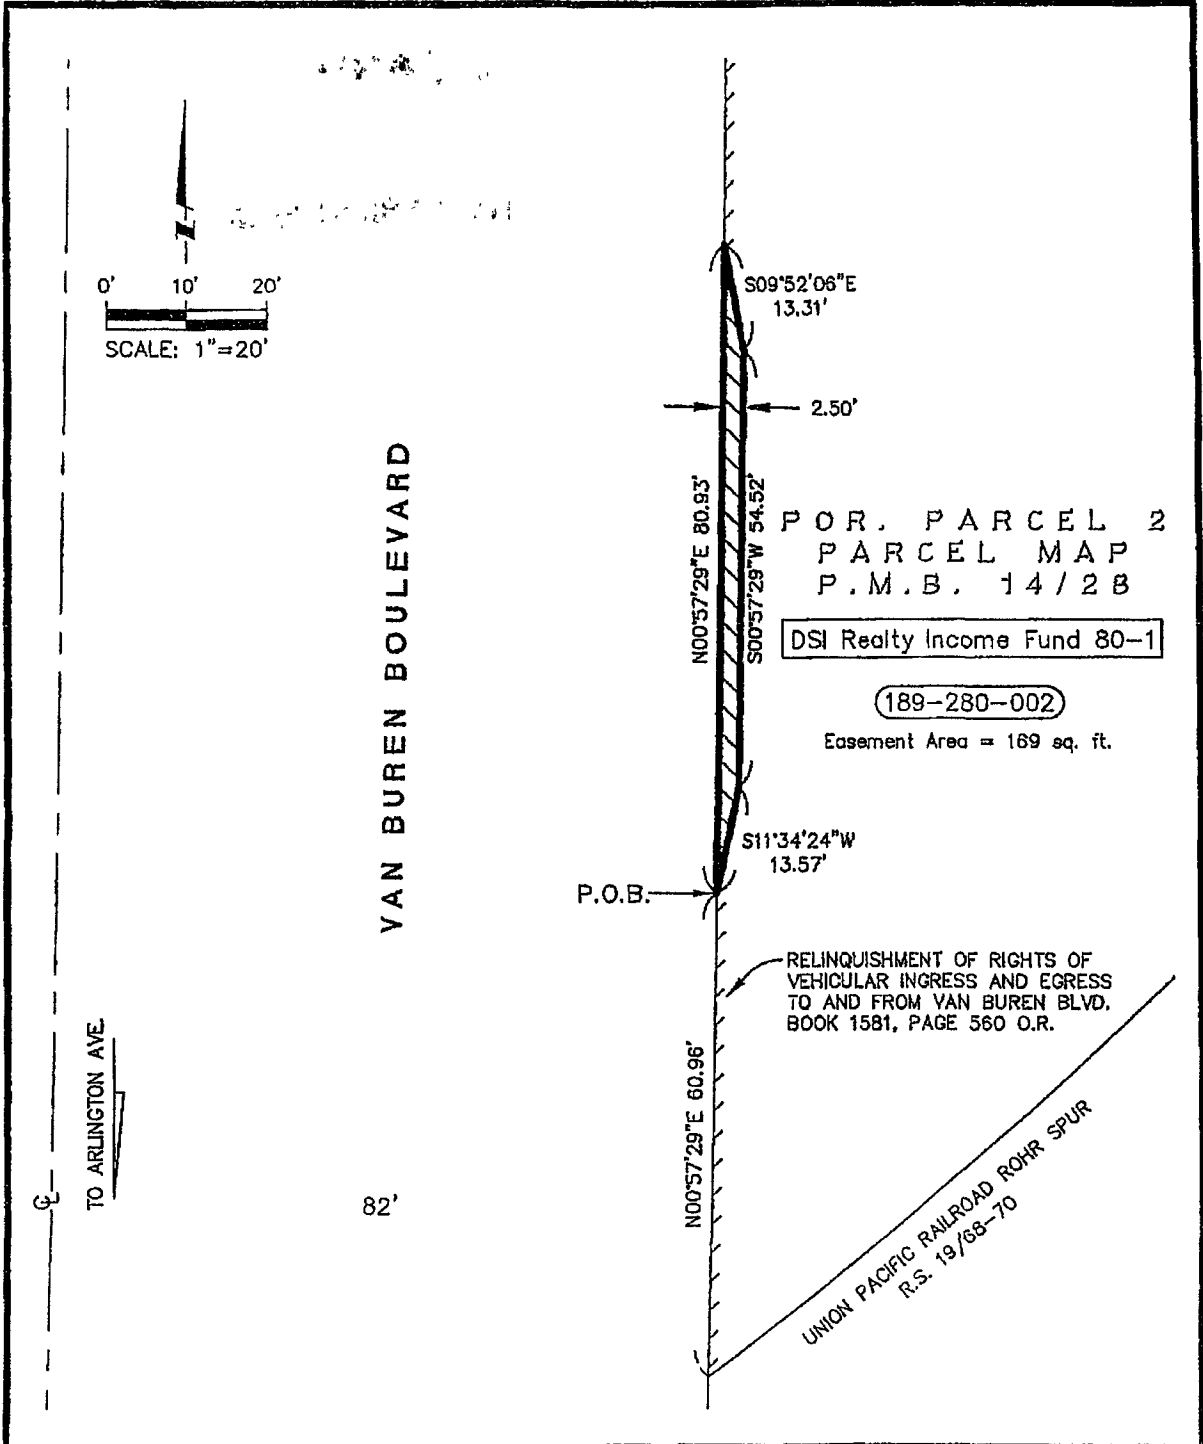 N
0' 10' 20'
SCALE: 1"=20'
VAN BUREN BOULEVARD
S09°52'06"E
13.31'
2.50'
N00°57'29"E 80.93'
S00°57'29"W 54.52'
POR. PARCEL 2
PARCEL MAP
P.M.B. 14/28
DSI Realty Income Fund 80-1
189-280-002
Easement Area = 169 sq. ft.
S11°34'24"W
13.57'
P.O.B.
RELINQUISHMENT OF RIGHTS OF
VEHICULAR INGRESS AND EGRESS
TO AND FROM VAN BUREN BLVD.
BOOK 1581, PAGE 560 O.R.
N00°57'29"E 60.96'
TO ARLINGTON AVE.
℄
82'
UNION PACIFIC RAILROAD ROHR SPUR
R.S. 19/68-70